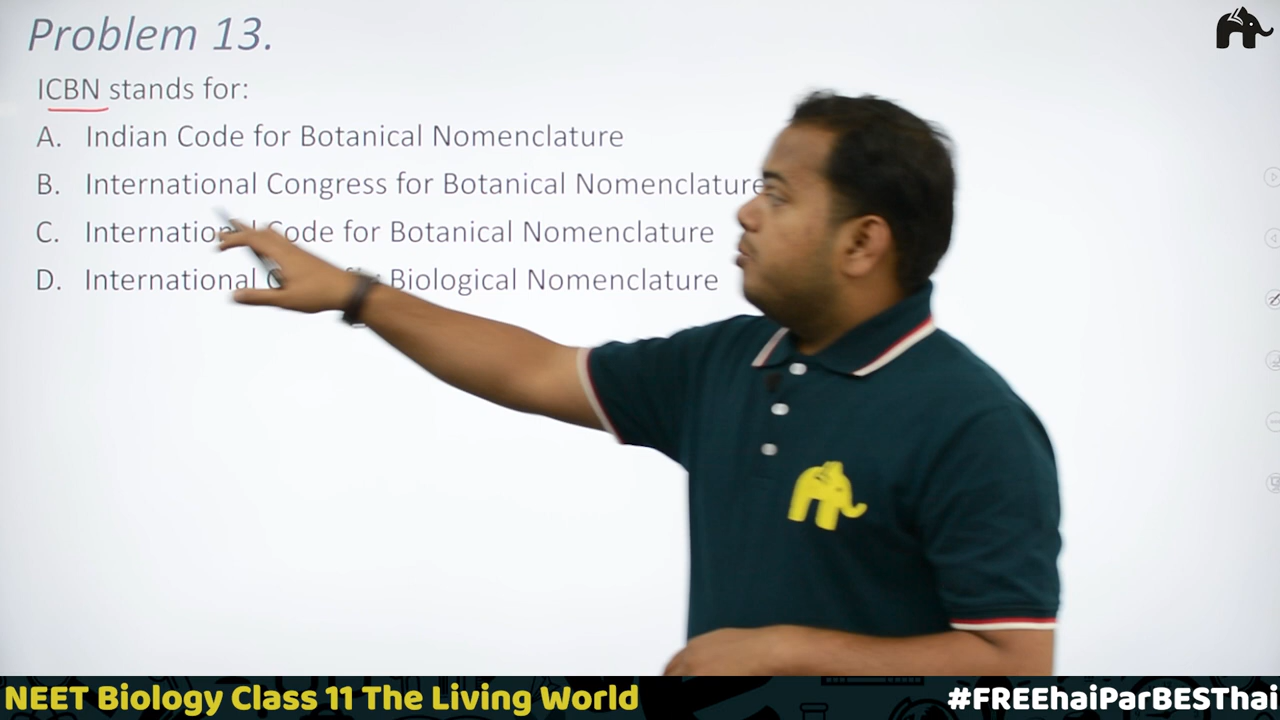 Problem 13.
ICBN stands for:
A. Indian Code for Botanical Nomenclature
B. International Congress for Botanical Nomenclature
C. International Code for Botanical Nomenclature
D. International Biological Nomenclature
NEET Biology Class 11 The Living World
#FREEhaiParBESThai